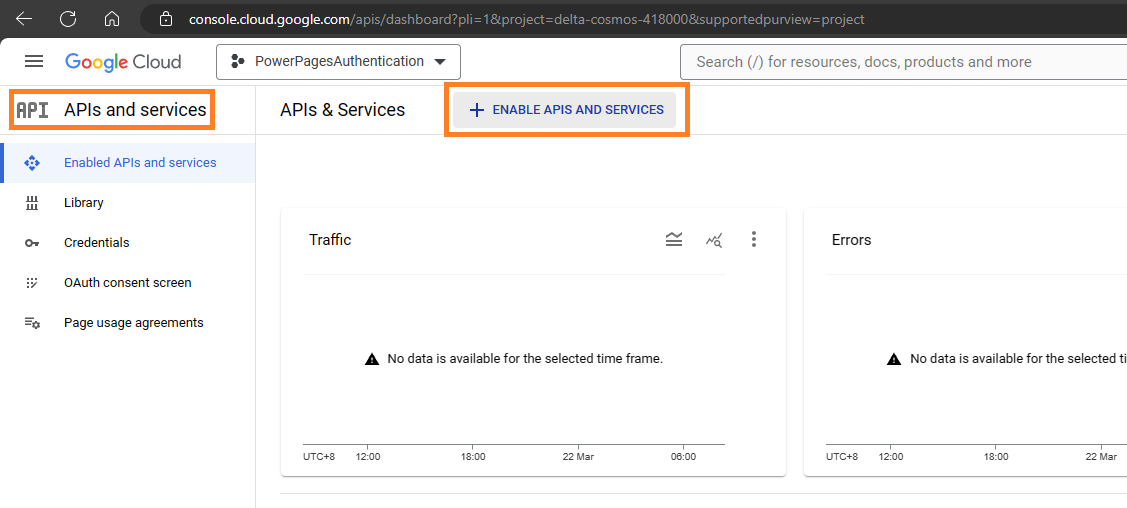 console.cloud.google.com/apis/dashboard?pli=1&project=delta-cosmos-418000&supportedpurview=project
Google Cloud
PowerPagesAuthentication
Search (/) for resources, docs, products and more
API APIs and services
APIs & Services
ENABLE APIS AND SERVICES
Enabled APIs and services
Library
Credentials
OAuth consent screen
Page usage agreements
Traffic
No data is available for the selected time frame.
UTC+8 12:00 18:00 22 Mar 06:00
Errors
No data is available for the selected ti
UTC+8 12:00 18:00 22 Mar